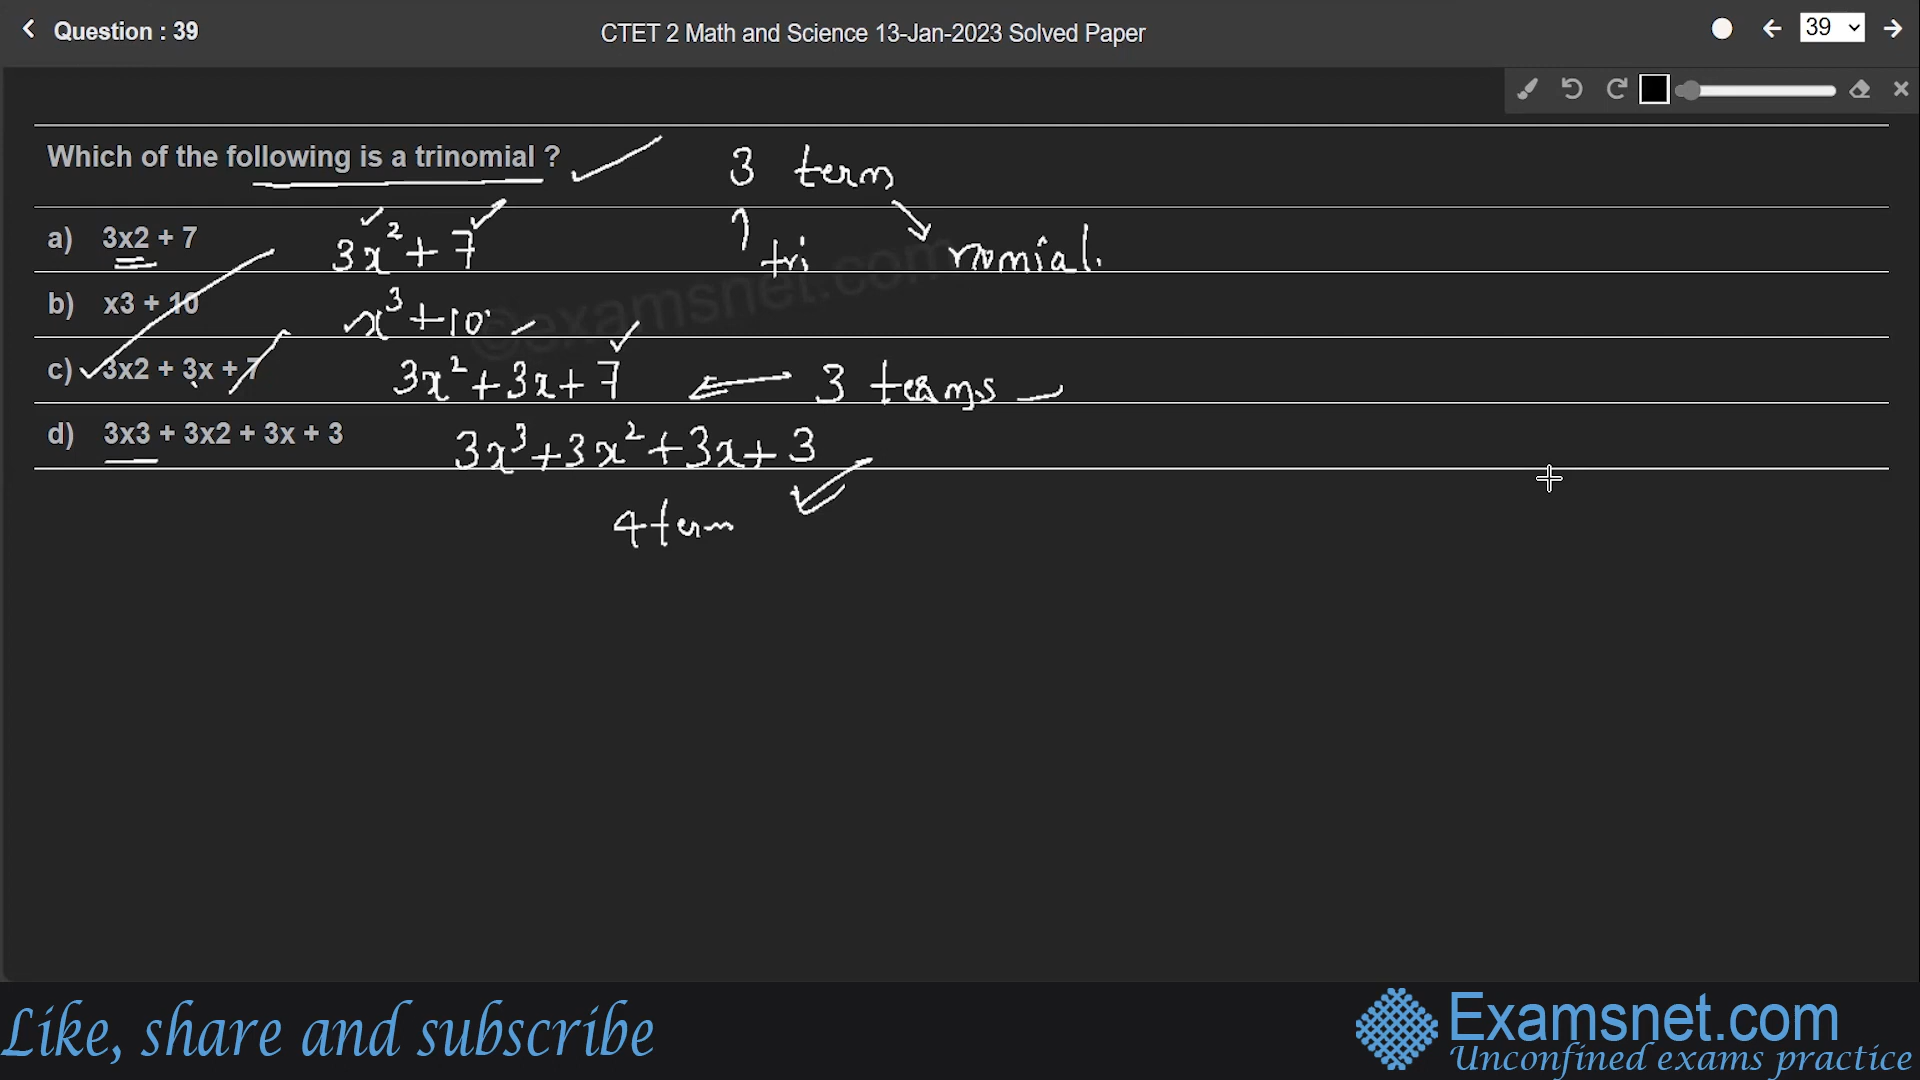 Question : 39
CTET 2 Math and Science 13-Jan-2023 Solved Paper
39
Which of the following is a trinomial ?
3 term
a) 3x2 + 7
3x² + 7
tri nomial.
b) x3 + 10
x³ + 10
©examsnet.com
c) 3x2 + 3x + 7
3x² + 3x + 7
3 terms
d) 3x3 + 3x2 + 3x + 3
3x³ + 3x² + 3x + 3
4 term
Like, share and subscribe
Examsnet.com
Unconfined exams practice